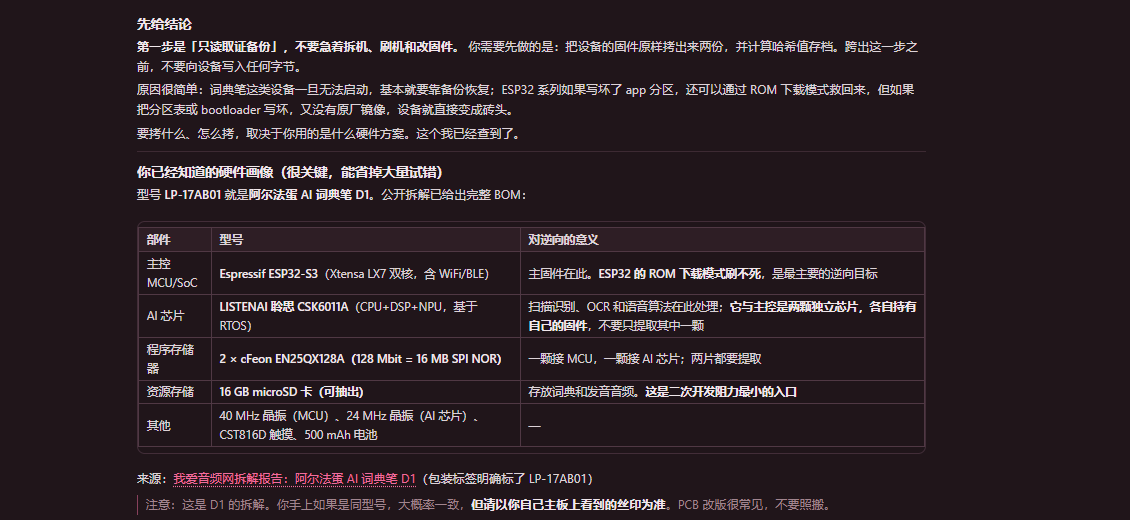 先给结论
第一步是「只读取证备份」，不要急着拆机、刷机和改固件。 你需要先做的是：把设备的固件原样拷出来两份，并计算哈希值存档。跨出这一步之
前，不要向设备写入任何字节。
原因很简单：词典笔这类设备一旦无法启动，基本就要靠备份恢复；ESP32 系列如果写坏了 app 分区，还可以通过 ROM 下载模式救回来，但如果
把分区表或 bootloader 写坏，又没有原厂镜像，设备就直接变成砖头。
要拷什么、怎么拷，取决于你用的是什么硬件方案。这个我已经查到了。
你已经知道的硬件画像（很关键，能省掉大量试错）
型号 LP-17AB01 就是阿尔法蛋 AI 词典笔 D1。公开拆解已给出完整 BOM：
部件 型号 对逆向的意义
主控
MCU/SoC
Espressif ESP32-S3（Xtensa LX7 双核，含 WiFi/BLE）
主固件在此。ESP32 的 ROM 下载模式刷不死，是最主要的逆向目标
AI 芯片
LISTENAI 聆思 CSK6011A（CPU+DSP+NPU，基于
RTOS）
扫描识别、OCR 和语音算法在此处理；它与主控是两颗独立芯片，各自持有
自己的固件，不要只提取其中一颗
程序存储
器
2 × cFeon EN25QX128A（128 Mbit = 16 MB SPI NOR）
一颗接 MCU，一颗接 AI 芯片；两片都要提取
资源存储
16 GB microSD 卡（可抽出）
存放词典和发音音频。这是二次开发阻力最小的入口
其他
40 MHz 晶振（MCU）、24 MHz 晶振（AI 芯片）、
CST816D 触摸、500 mAh 电池
—
来源：我爱音频网拆解报告：阿尔法蛋 AI 词典笔 D1（包装标签明确标了 LP-17AB01）
注意：这是 D1 的拆解。你手上如果是同型号，大概率一致，但请以你自己主板上看到的丝印为准。PCB 改版很常见，不要照搬。